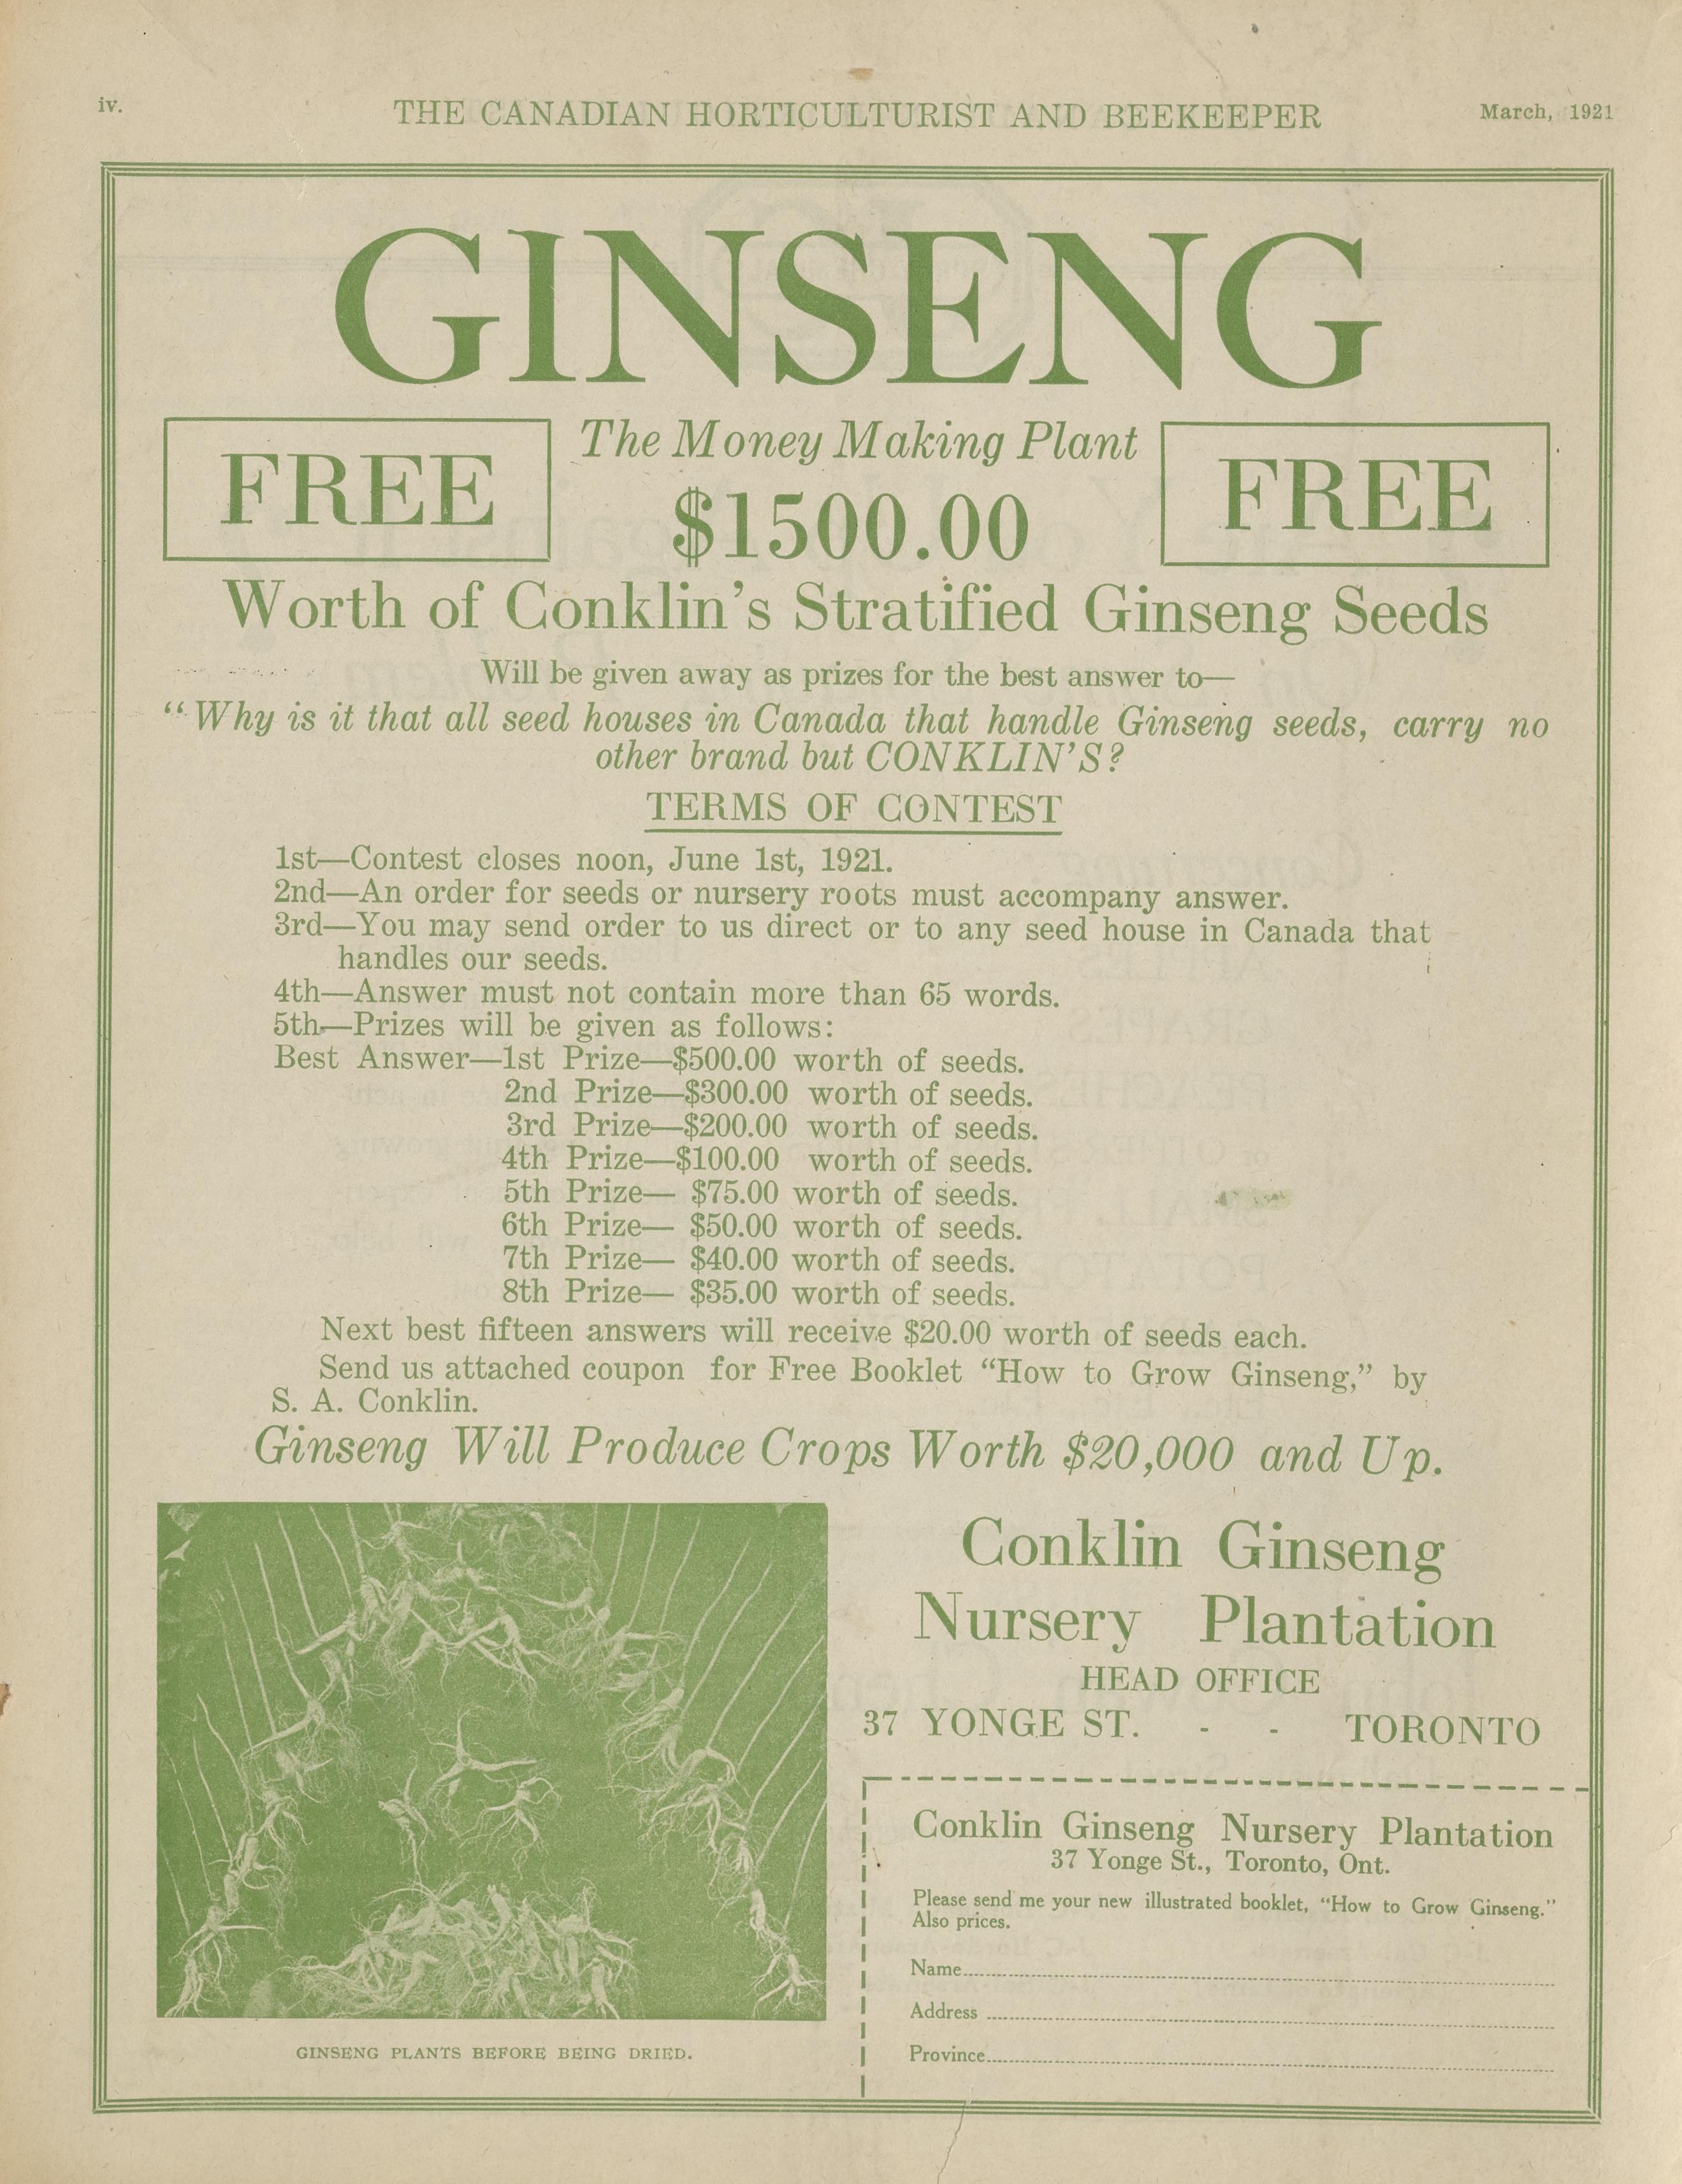 iv.
THE CANADIAN HORTICULTURIST AND BEEKEEPER
March, 1921
GINSENG
FREE
The Money Making Plant
$1500.00
FREE
Worth of Conklin's Stratified Ginseng Seeds
Will be given away as prizes for the best answer to—
"Why is it that all seed houses in Canada that handle Ginseng seeds, carry no
other brand but CONKLIN'S?
TERMS OF CONTEST
1st—Contest closes noon, June 1st, 1921.
2nd—An order for seeds or nursery roots must accompany answer.
3rd—You may send order to us direct or to any seed house in Canada that
handles our seeds.
4th—Answer must not contain more than 65 words.
5th—Prizes will be given as follows:
Best Answer—1st Prize—$500.00 worth of seeds.
2nd Prize—$300.00 worth of seeds.
3rd Prize—$200.00 worth of seeds.
4th Prize—$100.00 worth of seeds.
5th Prize— $75.00 worth of seeds.
6th Prize— $50.00 worth of seeds.
7th Prize— $40.00 worth of seeds.
8th Prize— $35.00 worth of seeds.
Next best fifteen answers will receive $20.00 worth of seeds each.
Send us attached coupon for Free Booklet "How to Grow Ginseng," by
S. A. Conklin.
Ginseng Will Produce Crops Worth $20,000 and Up.
GINSENG PLANTS BEFORE BEING DRIED.
Conklin Ginseng
Nursery Plantation
HEAD OFFICE
37 YONGE ST. - - TORONTO
Conklin Ginseng Nursery Plantation
37 Yonge St., Toronto, Ont.
Please send me your new illustrated booklet, "How to Grow Ginseng."
Also prices.
Name
Address
Province